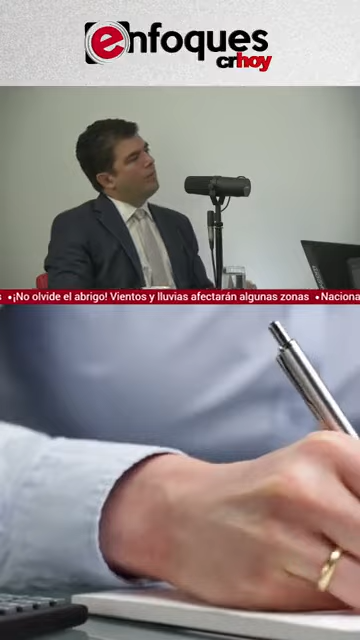 enfoques
crhoy
s •¡No olvide el abrigo! Vientos y lluvias afectarán algunas zonas •Naciona